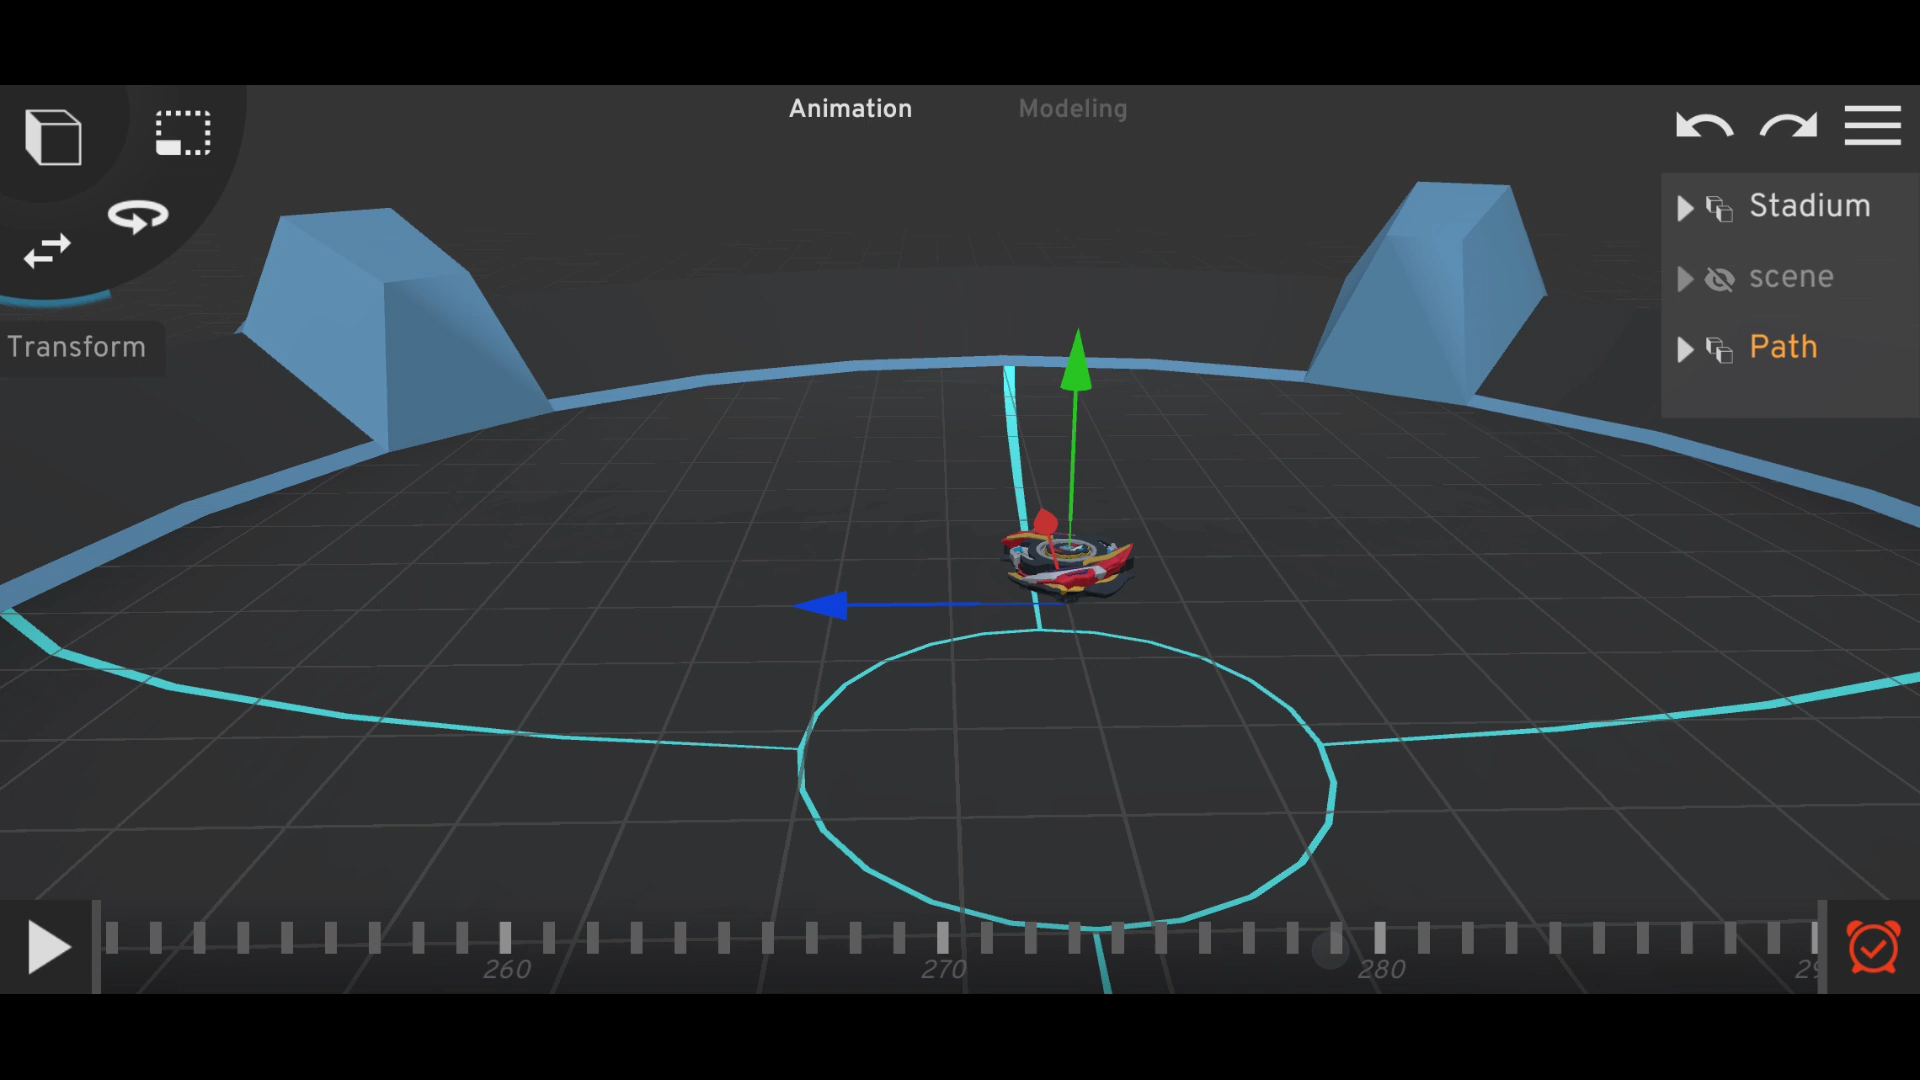 Animation
Modeling
Stadium
scene
Path
Transform
260
270
280